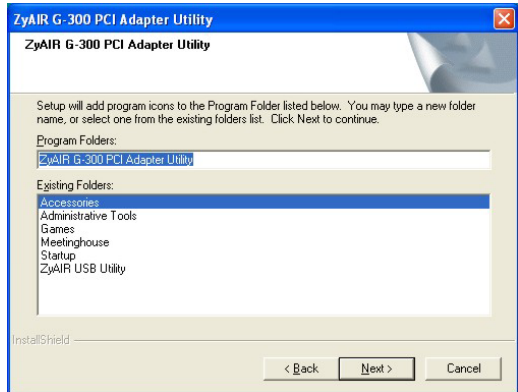 ZyAIR G-300 PCI Adapter Utility
ZyAIR G-300 PCI Adapter Utility
Setup will add program icons to the Program Folder listed below. You may type a new folder
name, or select one from the existing folders list. Click Next to continue.
Program Folders:
ZyAIR G-300 PCI Adapter Utility
Existing Folders:
Accessories
Administrative Tools
Games
Meetinghouse
Startup
ZyAIR USB Utility
InstallShield
< Back
Next >
Cancel